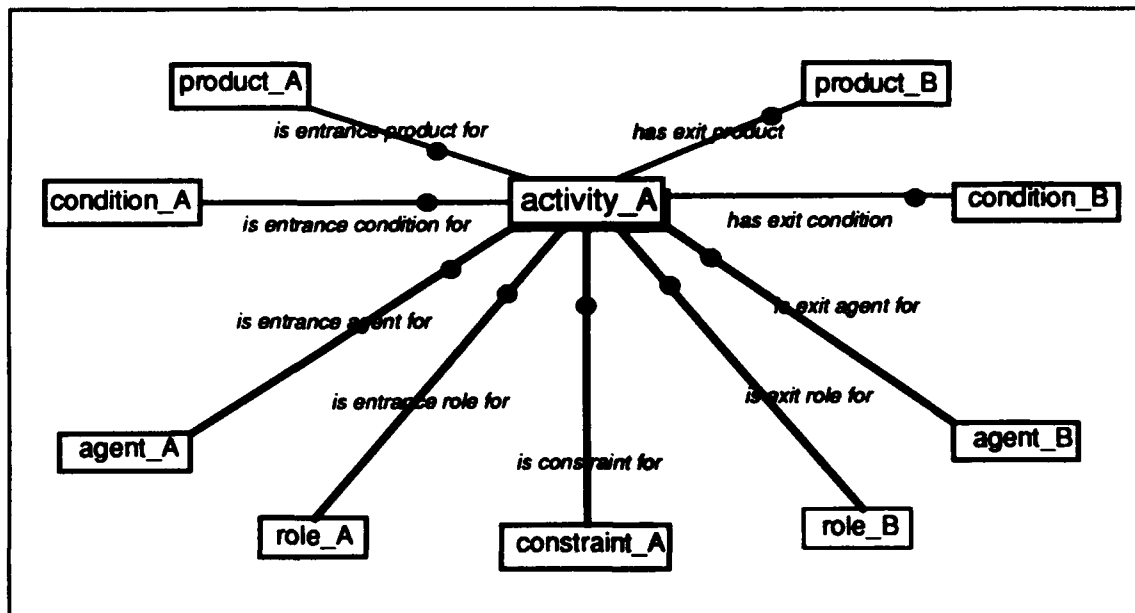 product_A
product_B
is entrance product for
has exit product
condition_A
activity_A
condition_B
is entrance condition for
has exit condition
is entrance agent for
is exit agent for
is entrance role for
is exit role for
agent_A
agent_B
is constraint for
role_A
constraint_A
role_B